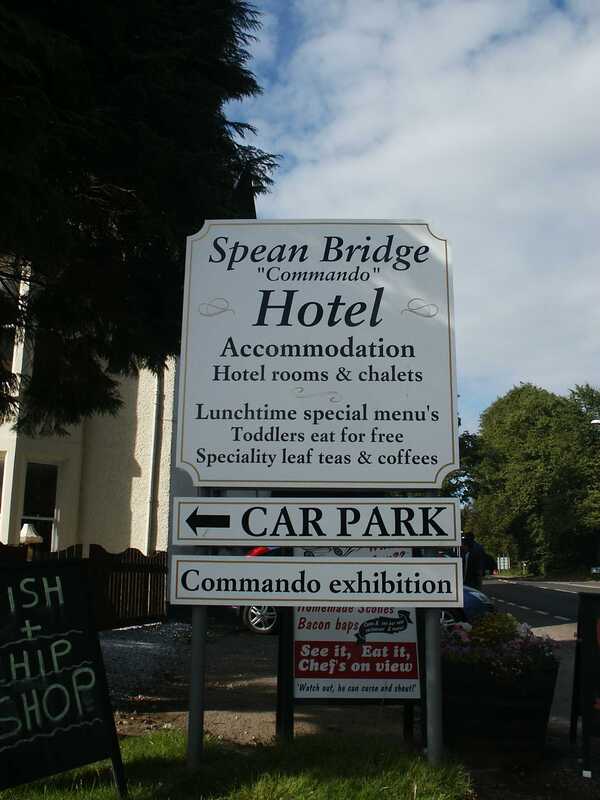 Spean Bridge
"Commando"
Hotel
Accommodation
Hotel rooms & chalets
Lunchtime special menu's
Toddlers eat for free
Speciality leaf teas & coffees
← CAR PARK
Commando exhibition
Homemade Scones
Bacon baps
See it, Eat it,
Chef's on view
'Watch out, he can curse and shout!'
ISH
+
HIP
SHOP